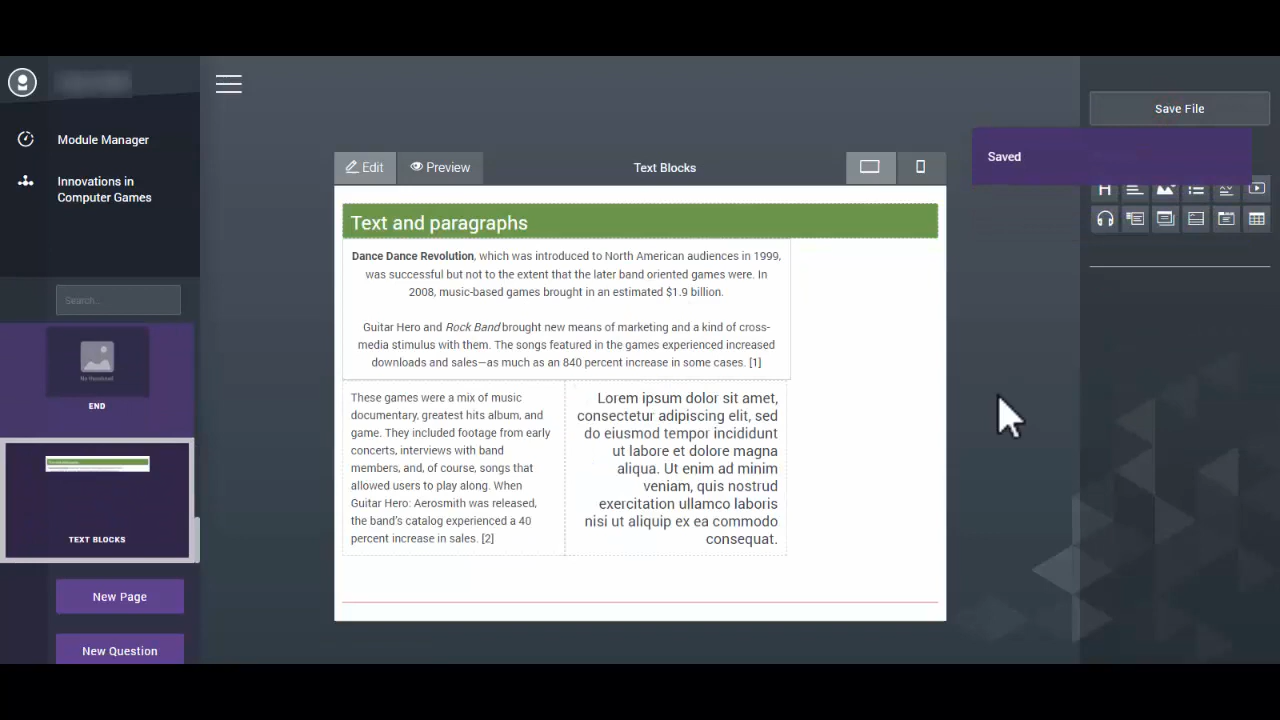 Module Manager
Innovations in
Computer Games
Search...
No thumbnail
END
TEXT BLOCKS
New Page
New Question
Edit
Preview
Text Blocks
Text and paragraphs
Dance Dance Revolution, which was introduced to North American audiences in 1999,
was successful but not to the extent that the later band oriented games were. In
2008, music-based games brought in an estimated $1.9 billion.
Guitar Hero and Rock Band brought new means of marketing and a kind of cross-
media stimulus with them. The songs featured in the games experienced increased
downloads and sales—as much as an 840 percent increase in some cases. [1]
These games were a mix of music
documentary, greatest hits album, and
game. They included footage from early
concerts, interviews with band
members, and, of course, songs that
allowed users to play along. When
Guitar Hero: Aerosmith was released,
the band's catalog experienced a 40
percent increase in sales. [2]
Lorem ipsum dolor sit amet,
consectetur adipiscing elit, sed
do eiusmod tempor incididunt
ut labore et dolore magna
aliqua. Ut enim ad minim
veniam, quis nostrud
exercitation ullamco laboris
nisi ut aliquip ex ea commodo
consequat.
Save File
Saved
H